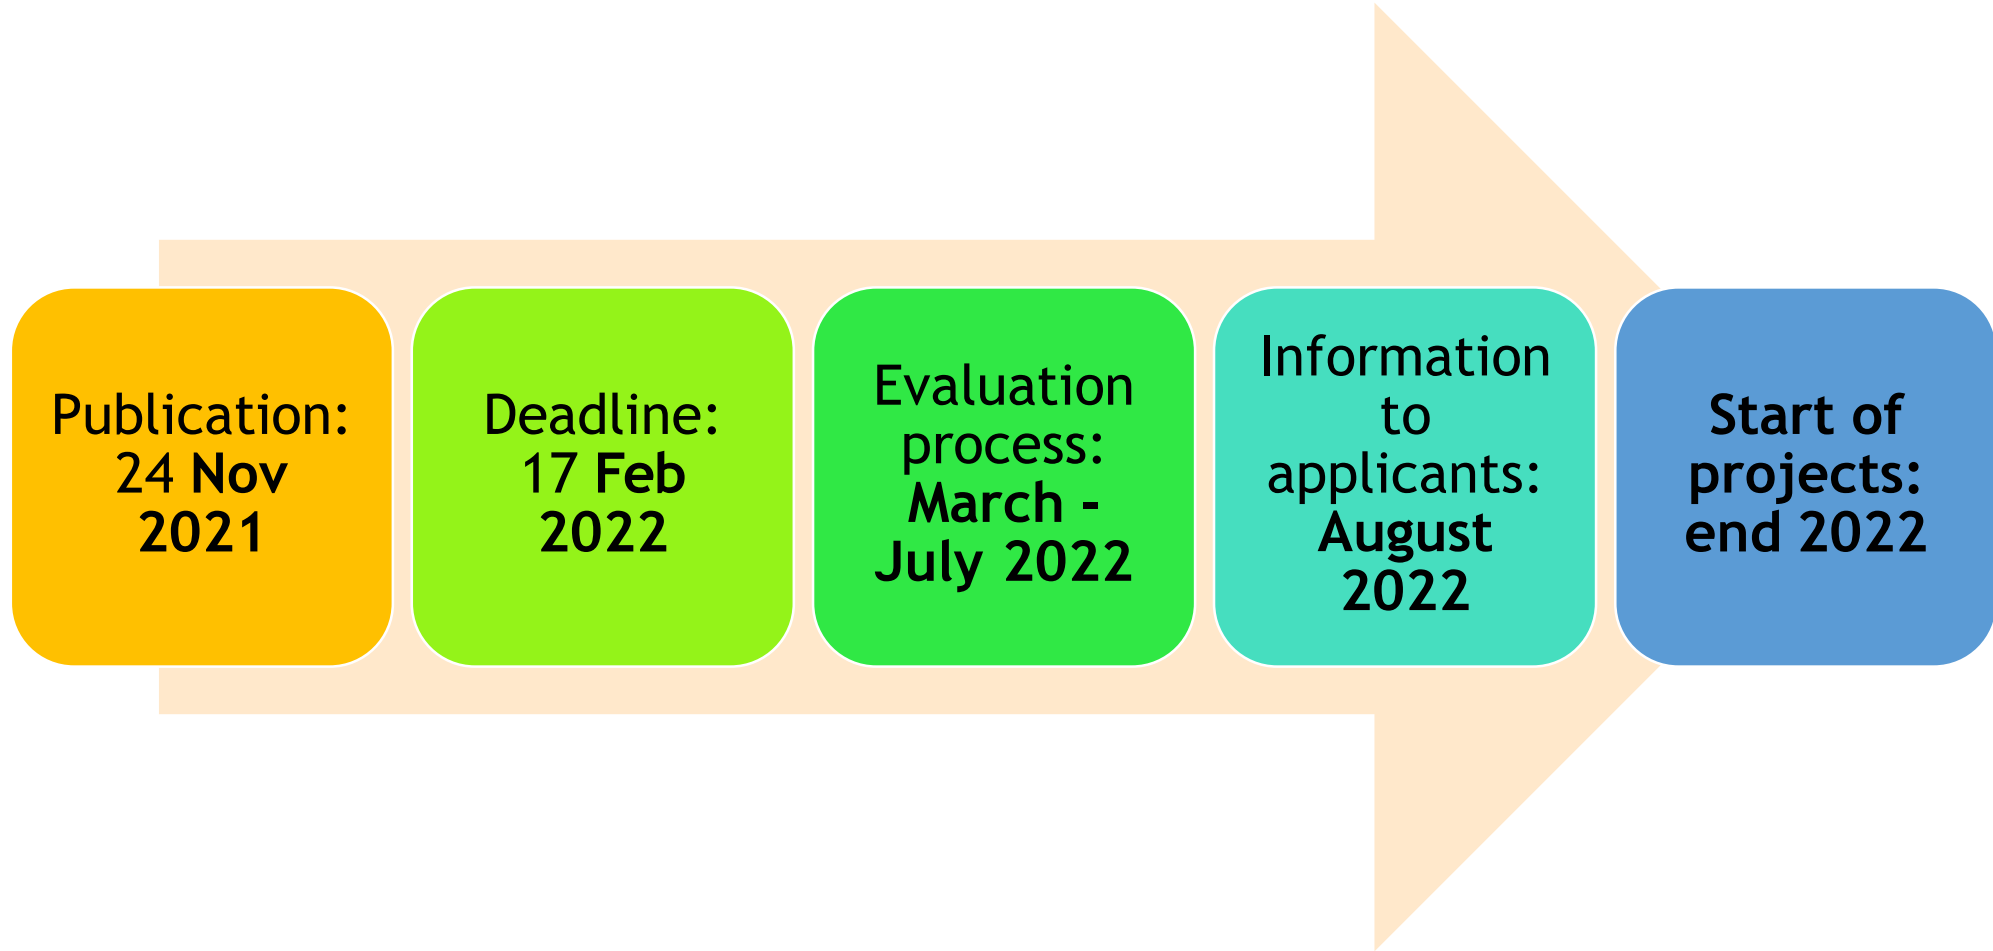 Publication:
24 Nov
2021
Deadline:
17 Feb
2022
Evaluation
process:
March -
July 2022
Information
to
applicants:
August
2022
Start of
projects:
end 2022